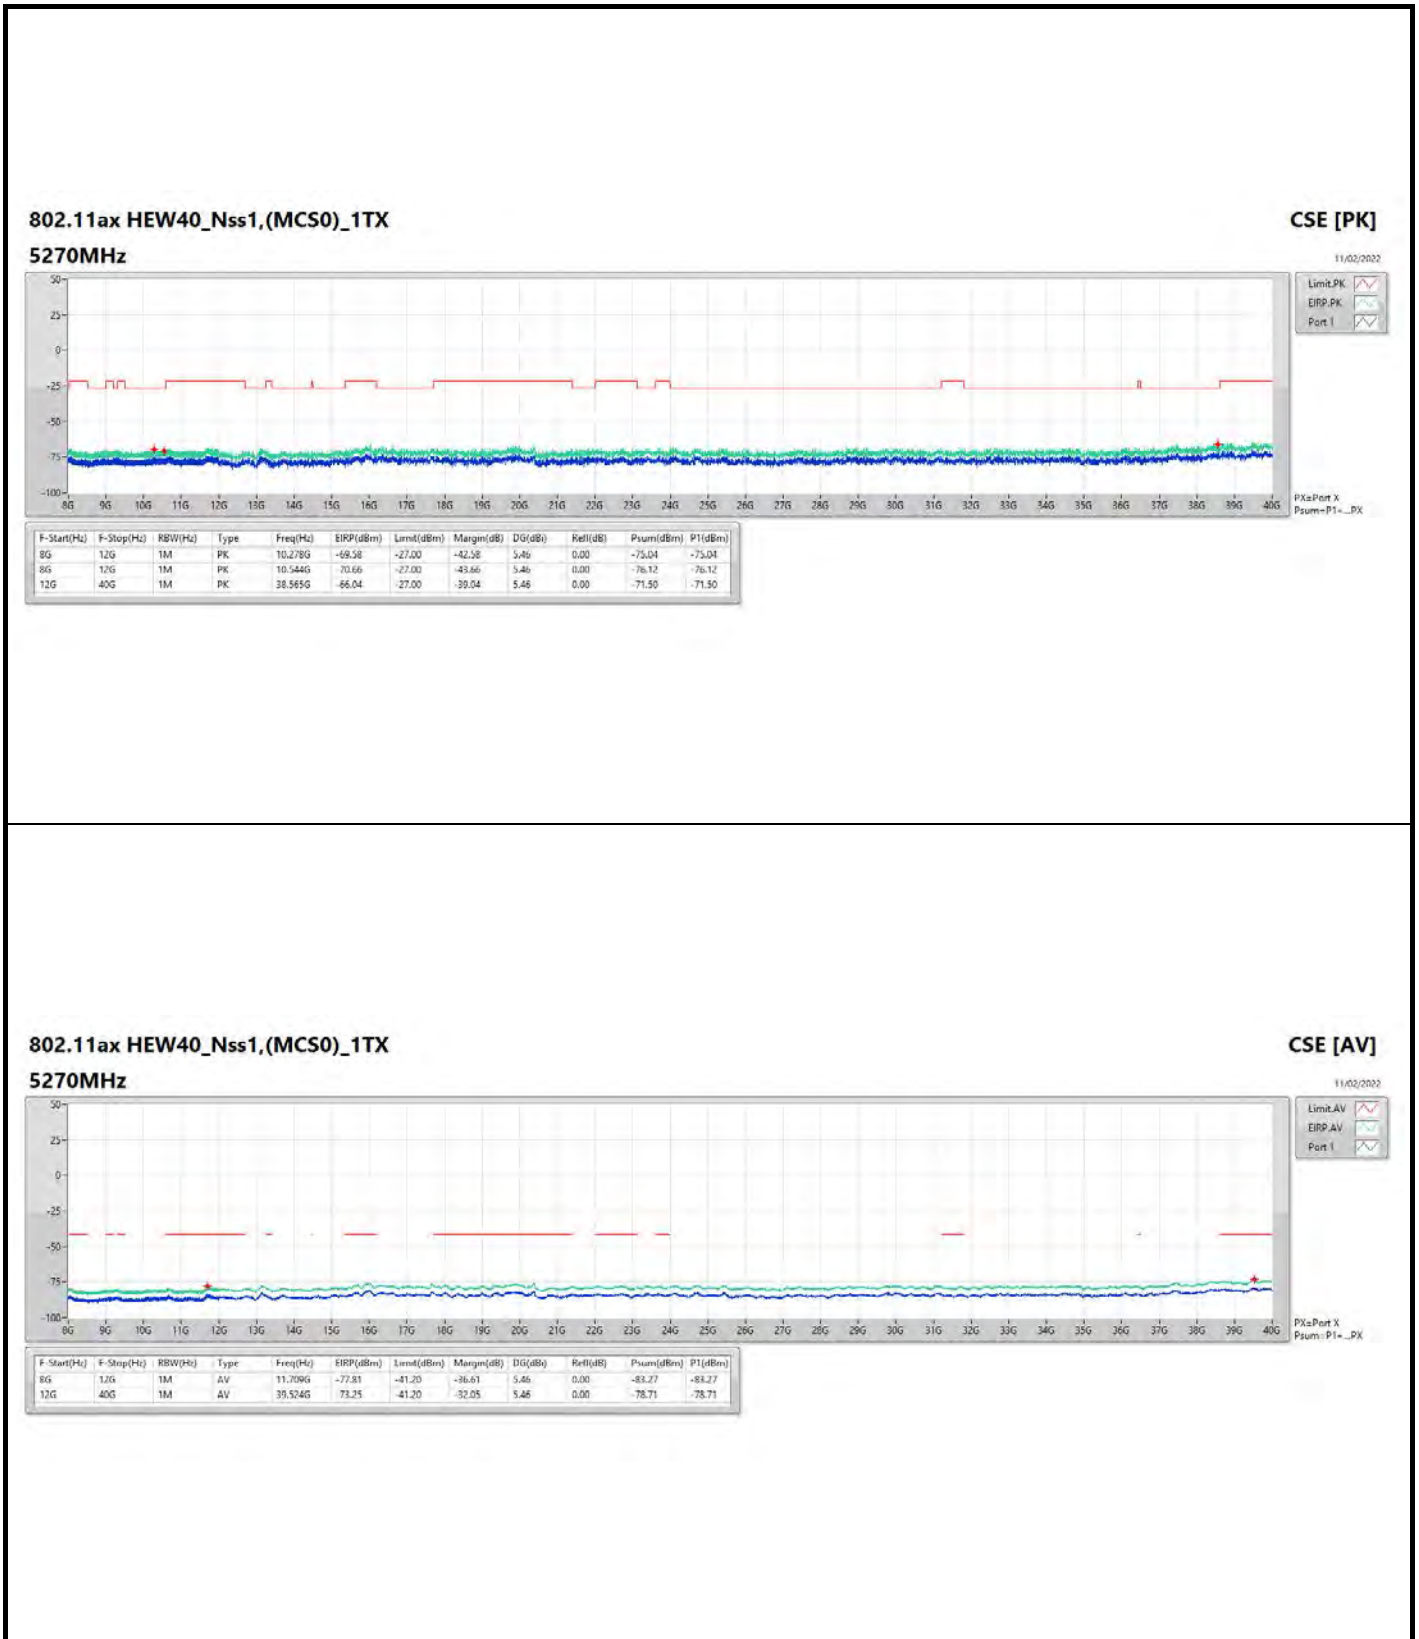 802.11ax HEW40_Nss1,(MCS0)_1TX
CSE [PK]
5270MHz
11/02/2022
50
25
0
-25
-50
-75
-100
8G 9G 10G 11G 12G 13G 14G 15G 16G 17G 18G 19G 20G 21G 22G 23G 24G 25G 26G 27G 28G 29G 30G 31G 32G 33G 34G 35G 36G 37G 38G 39G 40G
Limit.PK
EIRP.PK
Port 1
PX=Port X
Psum=P1+...PX
F-Start(Hz) F-Stop(Hz) RBW(Hz) Type Freq(Hz) EIRP(dBm) Limit(dBm) Margin(dB) DG(dBi) Refl(dB) Psum(dBm) P1(dBm)
8G 12G 1M PK 10.278G -69.58 -27.00 -42.58 5.46 0.00 -75.04 -75.04
8G 12G 1M PK 10.544G -70.66 -27.00 -43.66 5.46 0.00 -76.12 -76.12
12G 40G 1M PK 38.565G -66.04 -27.00 -39.04 5.46 0.00 -71.50 -71.50
802.11ax HEW40_Nss1,(MCS0)_1TX
CSE [AV]
5270MHz
11/02/2022
50
25
0
-25
-50
-75
-100
8G 9G 10G 11G 12G 13G 14G 15G 16G 17G 18G 19G 20G 21G 22G 23G 24G 25G 26G 27G 28G 29G 30G 31G 32G 33G 34G 35G 36G 37G 38G 39G 40G
Limit.AV
EIRP.AV
Port 1
PX=Port X
Psum=P1+...PX
F-Start(Hz) F-Stop(Hz) RBW(Hz) Type Freq(Hz) EIRP(dBm) Limit(dBm) Margin(dB) DG(dBi) Refl(dB) Psum(dBm) P1(dBm)
8G 12G 1M AV 11.709G -77.81 -41.20 -36.61 5.46 0.00 -83.27 -83.27
12G 40G 1M AV 39.524G -73.25 -41.20 -32.05 5.46 0.00 -78.71 -78.71